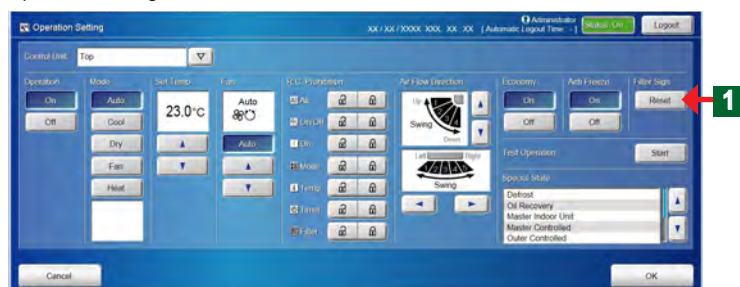 Operation Setting
XX / XX / XXXX XXX, XX : XX [ Automatic Logout Time : - ]
Administrator
Status : On
Logout
Control Unit
Top
Operation
On
Off
Mode
Auto
Cool
Dry
Fan
Heat
Set Temp.
23.0°C
Fan
Auto
Auto
R.C. Prohibition
All
On/Off
On
Mode
Temp
Timer
Filter
Air Flow Direction
Up
Swing
Down
Left
Right
Swing
Economy
On
Off
Anti Freeze
On
Off
Filter Sign
Reset
1
Test Operation
Start
Special State
Defrost
Oil Recovery
Master Indoor Unit
Master Controlled
Outer Controlled
Cancel
OK